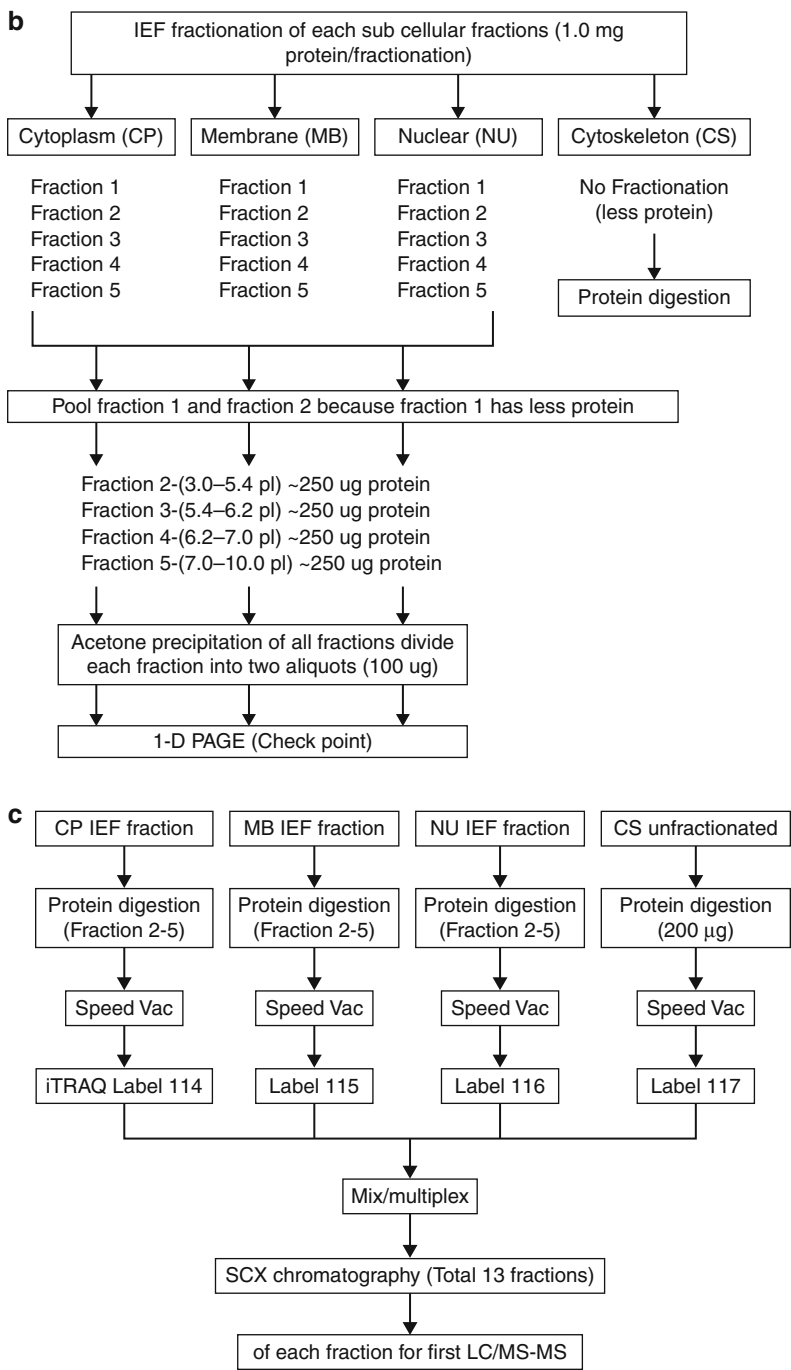 b
IEF fractionation of each sub cellular fractions (1.0 mg
protein/fractionation)
Cytoplasm (CP)
Membrane (MB)
Nuclear (NU)
Cytoskeleton (CS)
Fraction 1
Fraction 2
Fraction 3
Fraction 4
Fraction 5
Fraction 1
Fraction 2
Fraction 3
Fraction 4
Fraction 5
Fraction 1
Fraction 2
Fraction 3
Fraction 4
Fraction 5
No Fractionation
(less protein)
Protein digestion
Pool fraction 1 and fraction 2 because fraction 1 has less protein
Fraction 2-(3.0–5.4 pl) ~250 ug protein
Fraction 3-(5.4–6.2 pl) ~250 ug protein
Fraction 4-(6.2–7.0 pl) ~250 ug protein
Fraction 5-(7.0–10.0 pl) ~250 ug protein
Acetone precipitation of all fractions divide
each fraction into two aliquots (100 ug)
1-D PAGE (Check point)
c
CP IEF fraction
MB IEF fraction
NU IEF fraction
CS unfractionated
Protein digestion
(Fraction 2-5)
Protein digestion
(Fraction 2-5)
Protein digestion
(Fraction 2-5)
Protein digestion
(200 μg)
Speed Vac
Speed Vac
Speed Vac
Speed Vac
iTRAQ Label 114
Label 115
Label 116
Label 117
Mix/multiplex
SCX chromatography (Total 13 fractions)
of each fraction for first LC/MS-MS